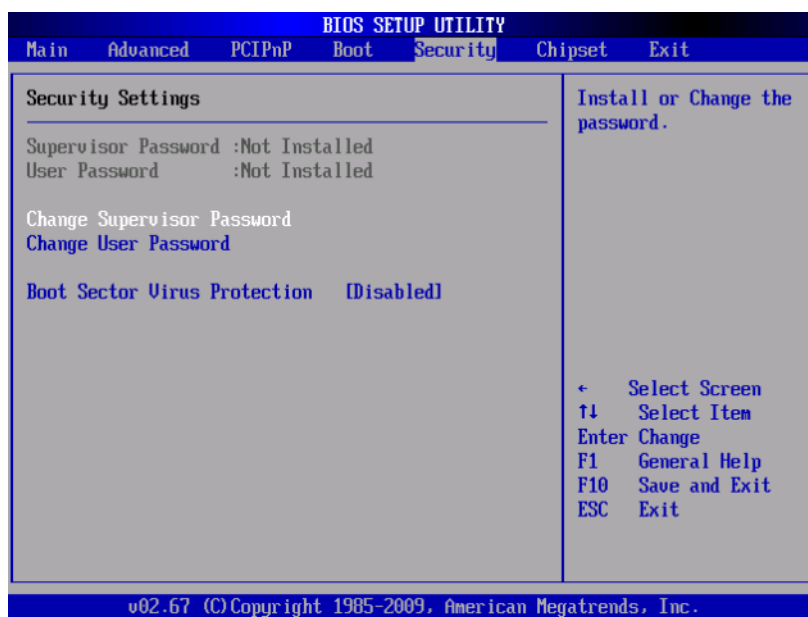 BIOS SETUP UTILITY
Main Advanced PCIPnP Boot Security Chipset Exit
Security Settings
Supervisor Password :Not Installed
User Password :Not Installed
Change Supervisor Password
Change User Password
Boot Sector Virus Protection [Disabled]
Install or Change the
password.
← Select Screen
↑↓ Select Item
Enter Change
F1 General Help
F10 Save and Exit
ESC Exit
v02.67 (C)Copyright 1985-2009, American Megatrends, Inc.